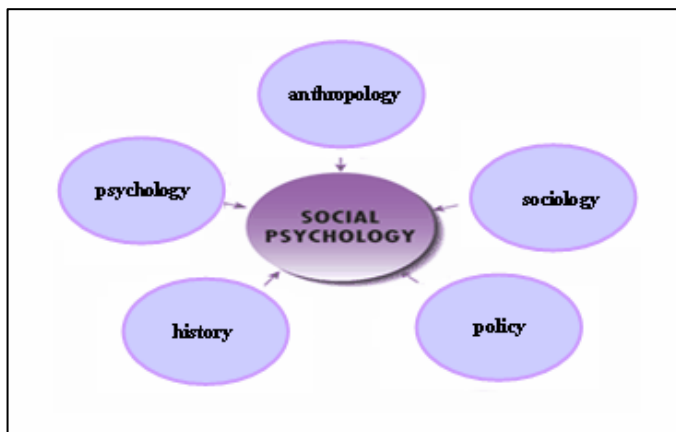 anthropology
psychology
sociology
SOCIAL
PSYCHOLOGY
history
policy